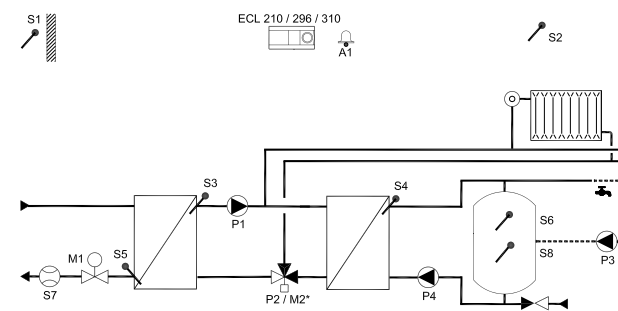 S1
ECL 210 / 296 / 310
A1
S2
S3
S4
P1
S6
S8
P3
M1
S5
S7
P2 / M2*
P4